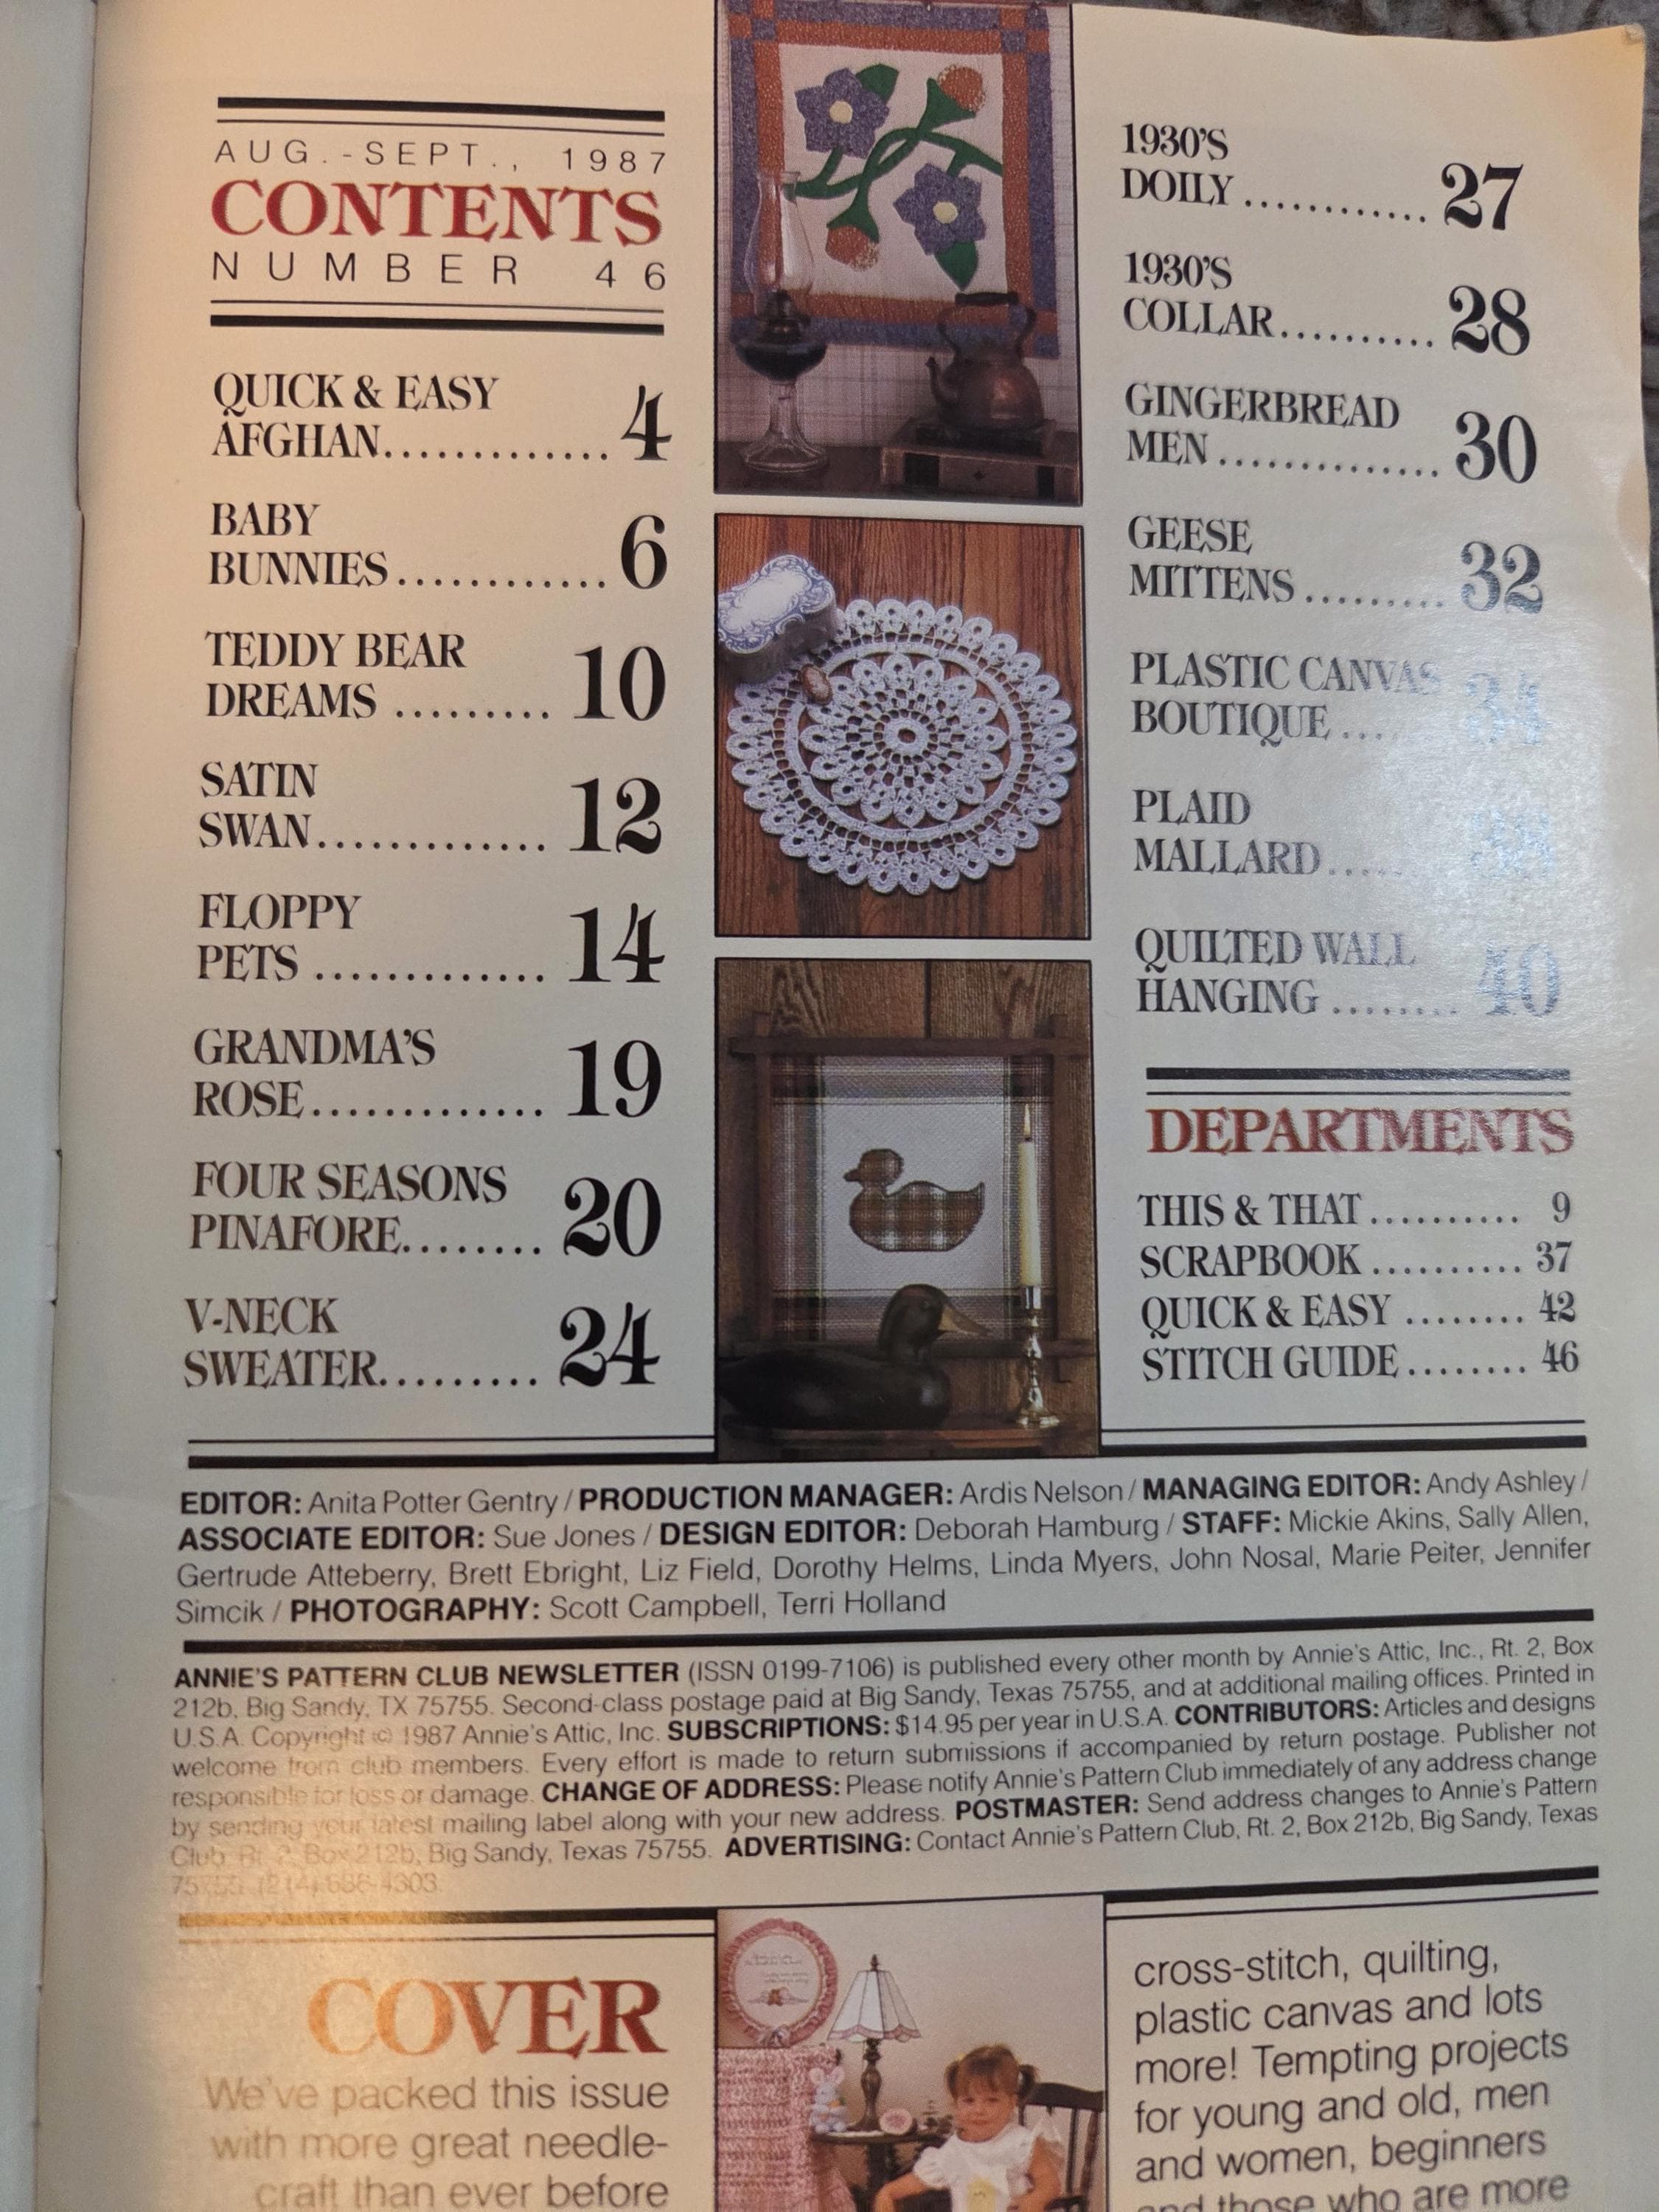 AUG.-SEPT., 1987
CONTENTS
NUMBER 46
QUICK & EASY
AFGHAN............. 4
BABY
BUNNIES............ 6
TEDDY BEAR
DREAMS ......... 10
SATIN
SWAN............. 12
FLOPPY
PETS ............. 14
GRANDMA'S
ROSE............. 19
FOUR SEASONS
PINAFORE........ 20
V-NECK
SWEATER......... 24
1930'S
DOILY ............ 27
1930'S
COLLAR.......... 28
GINGERBREAD
MEN .............. 30
GEESE
MITTENS ......... 32
PLASTIC CANVAS
BOUTIQUE ....
PLAID
MALLARD .....
QUILTED WALL
HANGING ........ 40
DEPARTMENTS
THIS & THAT .......... 9
SCRAPBOOK .......... 37
QUICK & EASY ........ 42
STITCH GUIDE........ 46
EDITOR: Anita Potter Gentry / PRODUCTION MANAGER: Ardis Nelson / MANAGING EDITOR: Andy Ashley /
ASSOCIATE EDITOR: Sue Jones / DESIGN EDITOR: Deborah Hamburg / STAFF: Mickie Akins, Sally Allen,
Gertrude Atteberry, Brett Ebright, Liz Field, Dorothy Helms, Linda Myers, John Nosal, Marie Peiter, Jennifer
Simcik / PHOTOGRAPHY: Scott Campbell, Terri Holland
ANNIE'S PATTERN CLUB NEWSLETTER (ISSN 0199-7106) is published every other month by Annie's Attic, Inc., Rt. 2, Box
212b, Big Sandy, TX 75755. Second-class postage paid at Big Sandy, Texas 75755, and at additional mailing offices. Printed in
U.S.A. Copyright © 1987 Annie's Attic, Inc. SUBSCRIPTIONS: $14.95 per year in U.S.A. CONTRIBUTORS: Articles and designs
welcome from club members. Every effort is made to return submissions if accompanied by return postage. Publisher not
responsible for loss or damage. CHANGE OF ADDRESS: Please notify Annie's Pattern Club immediately of any address change
by sending your latest mailing label along with your new address. POSTMASTER: Send address changes to Annie's Pattern
Club, Rt. 2, Box 212b, Big Sandy, Texas 75755. ADVERTISING: Contact Annie's Pattern Club, Rt. 2, Box 212b, Big Sandy, Texas
75755, (214) 636-4303.
COVER
We've packed this issue
with more great needle-
craft than ever before
cross-stitch, quilting,
plastic canvas and lots
more! Tempting projects
for young and old, men
and women, beginners
and those who are more